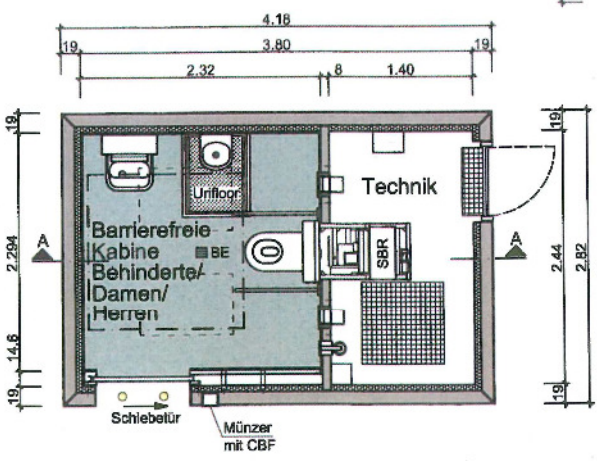 4.18
19
3.80
19
2.32
8
1.40
19
19
Urifloor
Technik
Barrierefreie
Kabine
BE
Behinderte/
Damen/
Herren
SBR
A
A
2.294
2.44
2.82
14.6
19
19
Schiebetür
Münzer
mit CBF